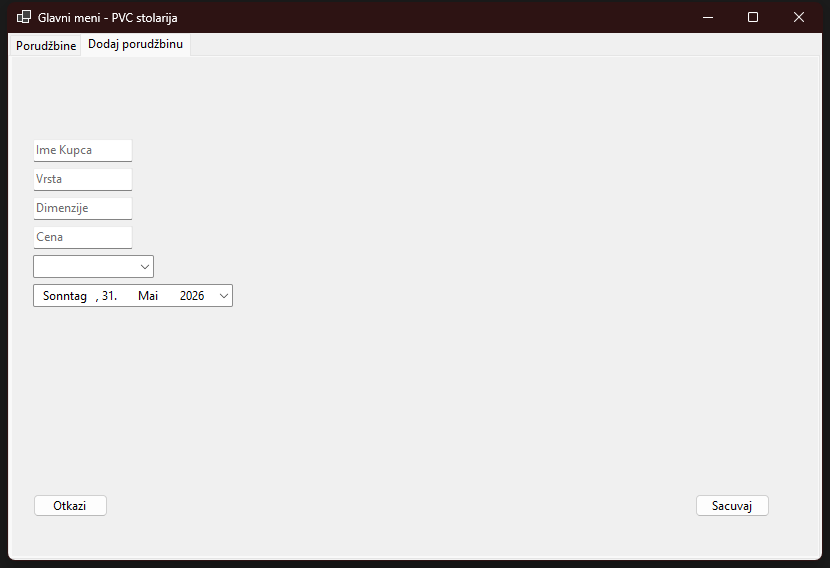 Glavni meni - PVC stolarija
Porudžbine Dodaj porudžbinu
Ime Kupca
Vrsta
Dimenzije
Cena
Sonntag , 31. Mai 2026
Otkazi Sacuvaj